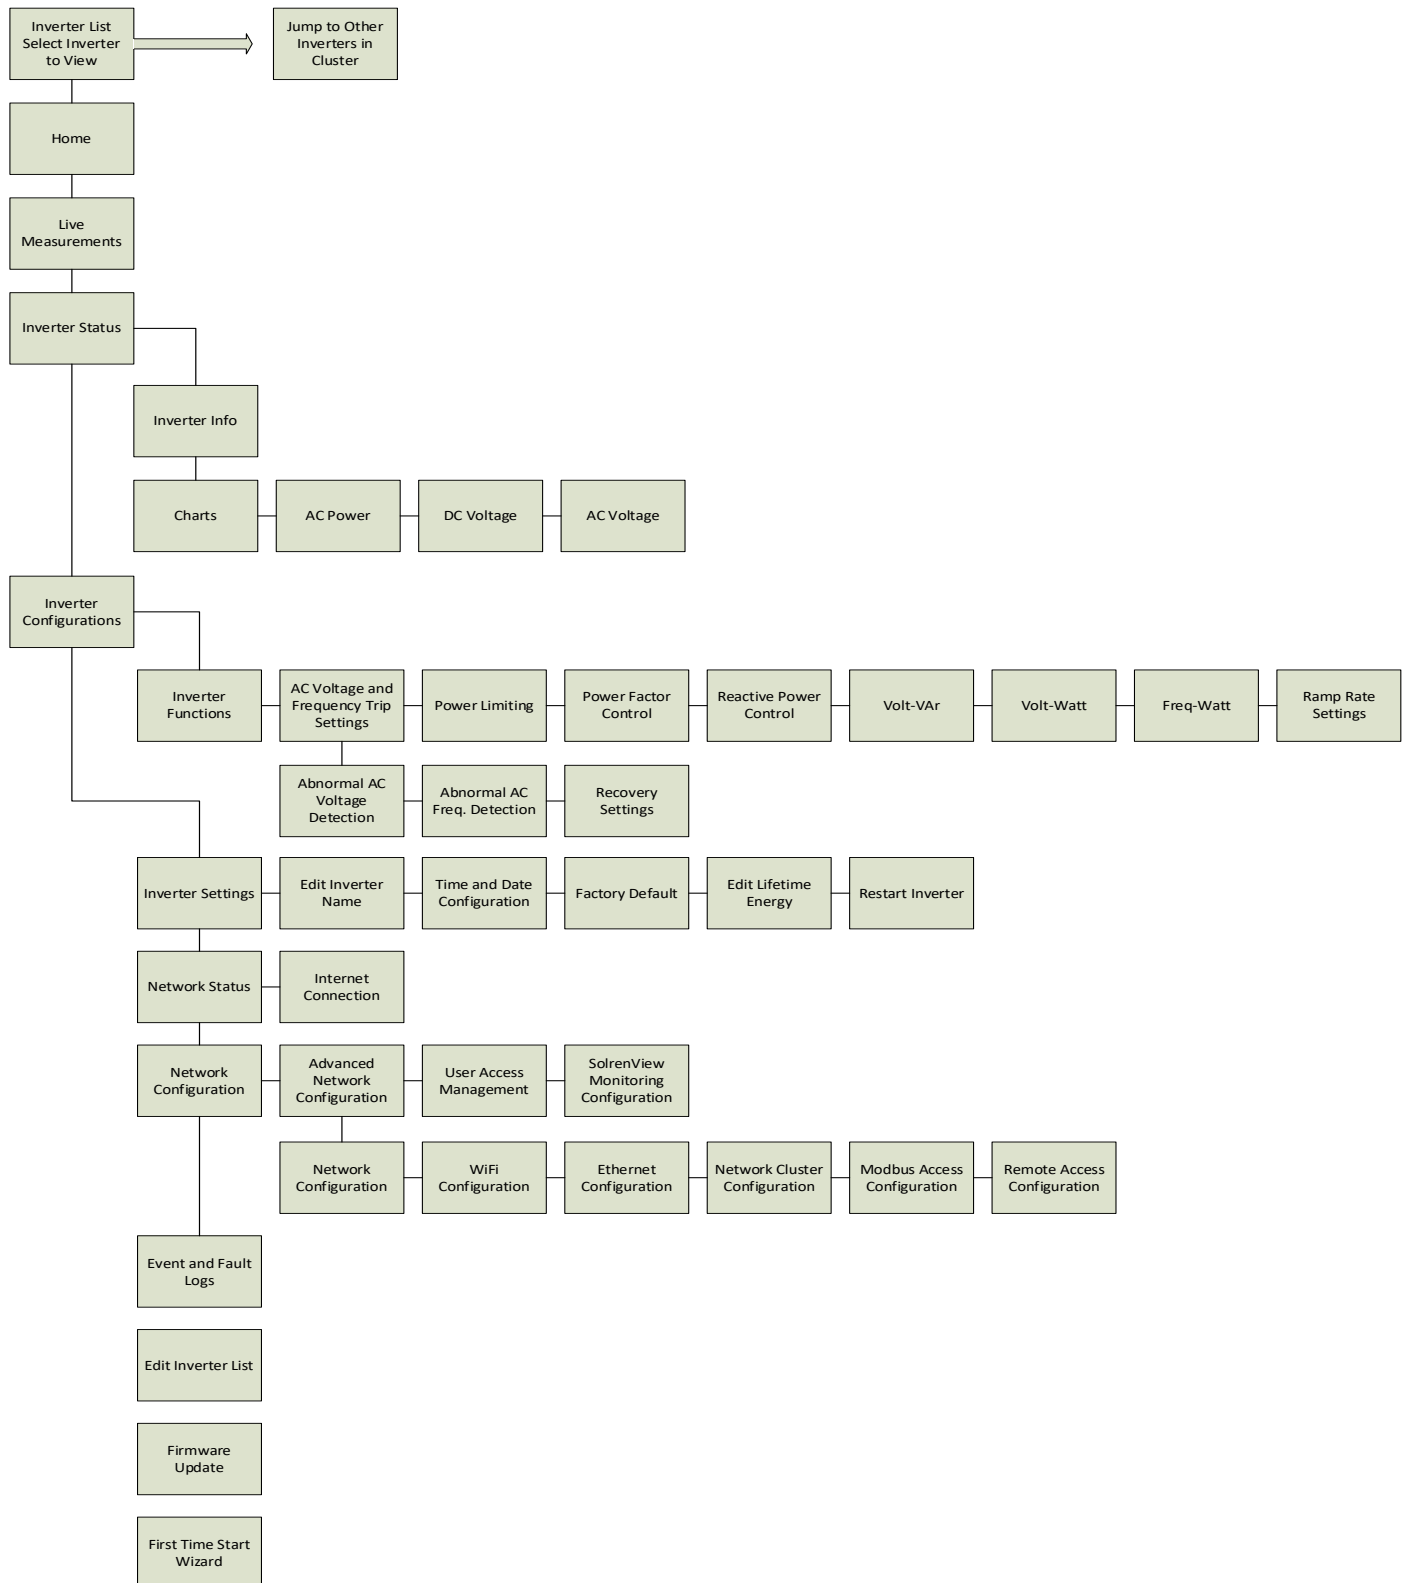 Inverter List
Select Inverter
to View
Jump to Other
Inverters in
Cluster
Home
Live
Measurements
Inverter Status
Inverter Info
Charts
AC Power
DC Voltage
AC Voltage
Inverter
Configurations
Inverter
Functions
AC Voltage and
Frequency Trip
Settings
Power Limiting
Power Factor
Control
Reactive Power
Control
Volt-VAr
Volt-Watt
Freq-Watt
Ramp Rate
Settings
Abnormal AC
Voltage
Detection
Abnormal AC
Freq. Detection
Recovery
Settings
Inverter Settings
Edit Inverter
Name
Time and Date
Configuration
Factory Default
Edit Lifetime
Energy
Restart Inverter
Network Status
Internet
Connection
Network
Configuration
Advanced
Network
Configuration
User Access
Management
SolrenView
Monitoring
Configuration
Network
Configuration
WiFi
Configuration
Ethernet
Configuration
Network Cluster
Configuration
Modbus Access
Configuration
Remote Access
Configuration
Event and Fault
Logs
Edit Inverter List
Firmware
Update
First Time Start
Wizard